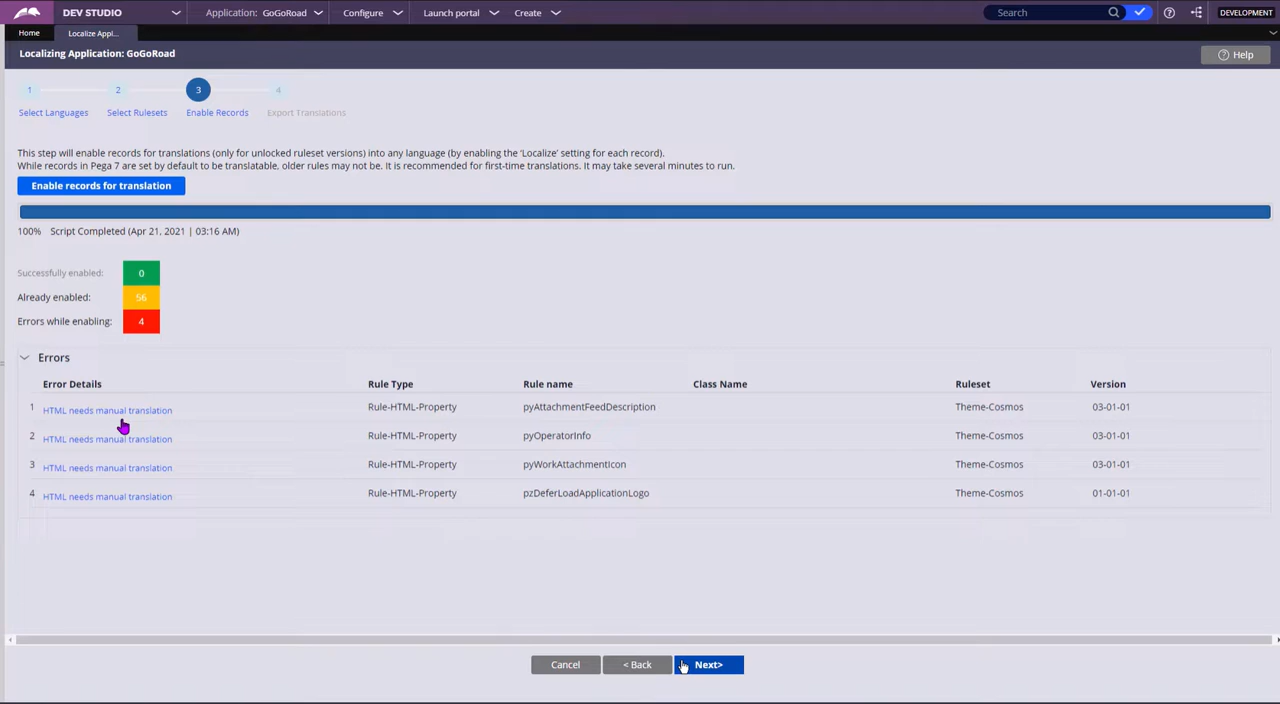 DEV STUDIO Application: GoGoRoad Configure Launch portal Create Search DEVELOPMENT
Home Localize Appl...
Localizing Application: GoGoRoad Help
1 2 3 4
Select Languages Select Rulesets Enable Records Export Translations
This step will enable records for translations (only for unlocked ruleset versions) into any language (by enabling the 'Localize' setting for each record).
While records in Pega 7 are set by default to be translatable, older rules may not be. It is recommended for first-time translations. It may take several minutes to run.
Enable records for translation
100% Script Completed (Apr 21, 2021 | 03:16 AM)
Successfully enabled: 0
Already enabled: 56
Errors while enabling: 4
Errors
Error Details Rule Type Rule name Class Name Ruleset Version
1 HTML needs manual translation Rule-HTML-Property pyAttachmentFeedDescription Theme-Cosmos 03-01-01
2 HTML needs manual translation Rule-HTML-Property pyOperatorInfo Theme-Cosmos 03-01-01
3 HTML needs manual translation Rule-HTML-Property pyWorkAttachmentIcon Theme-Cosmos 03-01-01
4 HTML needs manual translation Rule-HTML-Property pzDeferLoadApplicationLogo Theme-Cosmos 01-01-01
Cancel < Back Next>